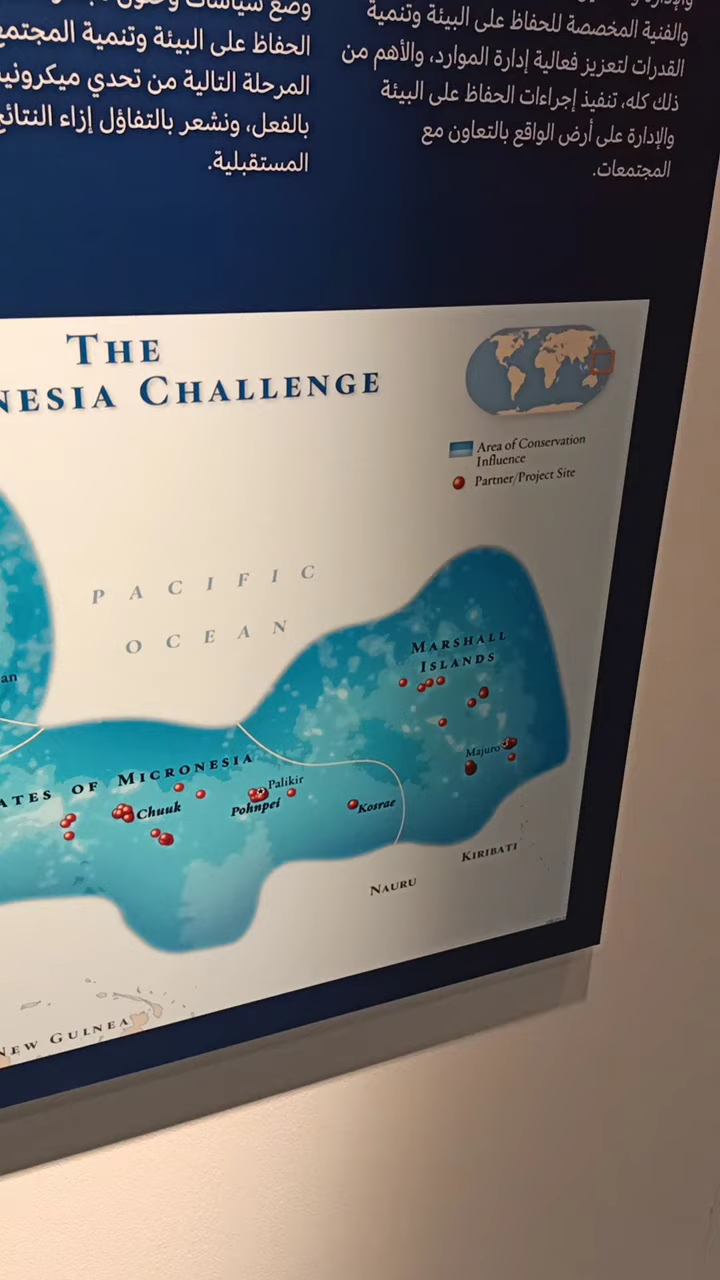 والفنية المخصصة للحفاظ على البيئة وتنمية
القدرات لتعزيز فعالية إدارة الموارد، والأهم من
ذلك كله، تنفيذ إجراءات الحفاظ على البيئة
والإدارة على أرض الواقع بالتعاون مع
المجتمعات.
وضع سياسات
الحفاظ على البيئة وتنمية
المرحلة التالية من تحدي
بالفعل، ونشعر بالتفاؤل إزاء
المستقبلية.
THE
NESIA CHALLENGE
Area of Conservation
Influence
Partner/Project Site
PACIFIC
OCEAN
MARSHALL
ISLANDS
an
Majuro
ATES OF MICRONESIA
Palikir
Chuuk
Pohnpei
Kosrae
KIRIBATI
NAURU
NEW GUINEA